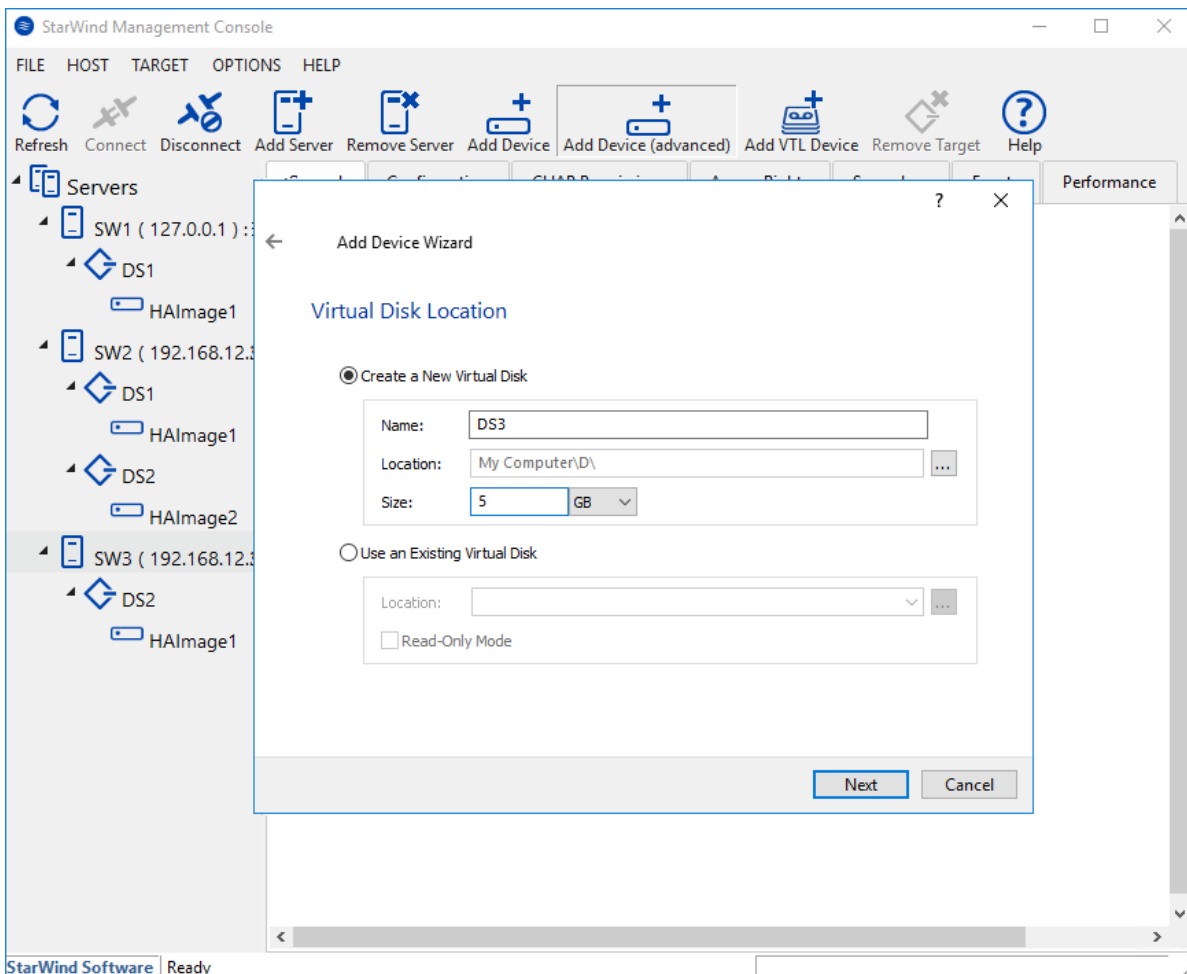 StarWind Management Console
FILE HOST TARGET OPTIONS HELP
Refresh Connect Disconnect Add Server Remove Server Add Device Add Device (advanced) Add VTL Device Remove Target Help
Servers
Performance
SW1 ( 127.0.0.1 ) :
DS1
HAImage1
SW2 ( 192.168.12.
DS1
HAImage1
DS2
HAImage2
SW3 ( 192.168.12.
DS2
HAImage1
?
Add Device Wizard
Virtual Disk Location
Create a New Virtual Disk
Name: DS3
Location: My Computer\D\ ...
Size: 5 GB
Use an Existing Virtual Disk
Location: ...
Read-Only Mode
Next Cancel
StarWind Software Ready